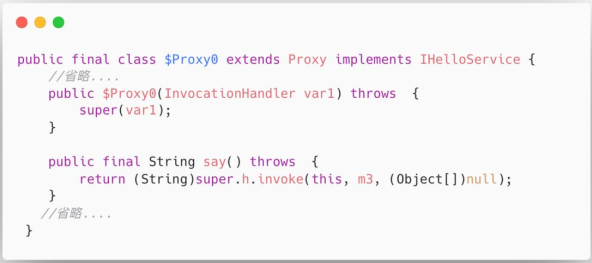 public final class $Proxy0 extends Proxy implements IHelloService {
    //省略....
    public $Proxy0(InvocationHandler var1) throws  {
        super(var1);
    }

    public final String say() throws  {
        return (String)super.h.invoke(this, m3, (Object[])null);
    }
   //省略....
 }